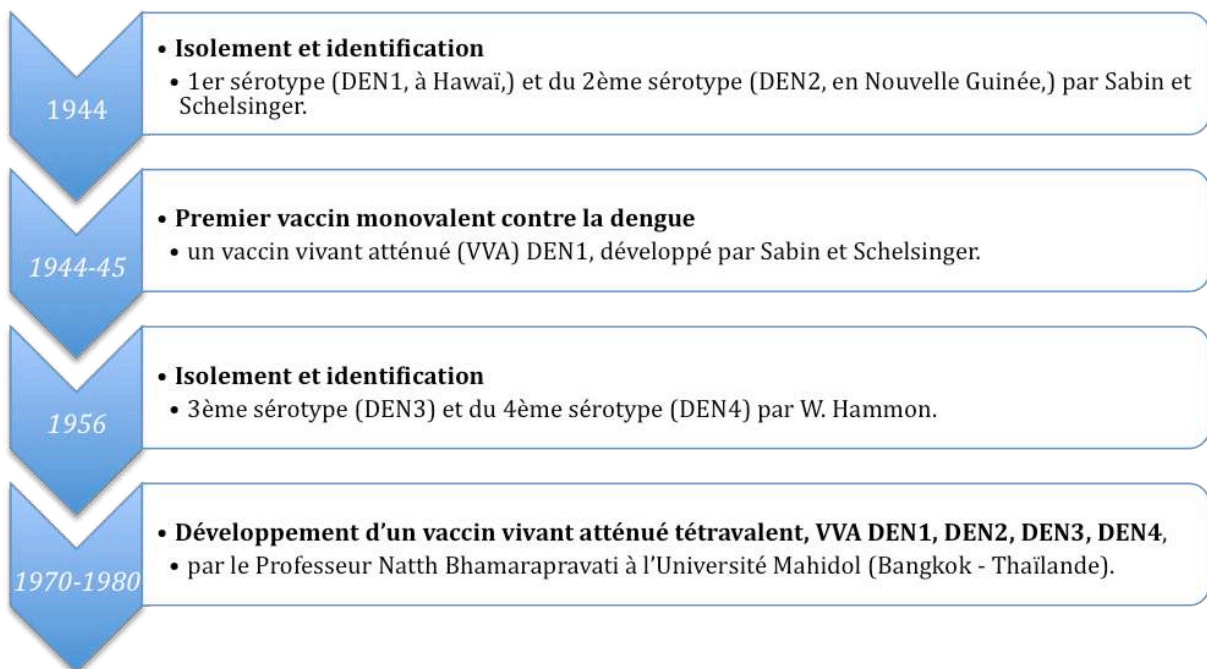 1944
• Isolement et identification
• 1er sérotype (DEN1, à Hawaï,) et du 2ème sérotype (DEN2, en Nouvelle Guinée,) par Sabin et
Schelsinger.
1944-45
• Premier vaccin monovalent contre la dengue
• un vaccin vivant atténué (VVA) DEN1, développé par Sabin et Schelsinger.
1956
• Isolement et identification
• 3ème sérotype (DEN3) et du 4ème sérotype (DEN4) par W. Hammon.
1970-1980
• Développement d'un vaccin vivant atténué tétravalent, VVA DEN1, DEN2, DEN3, DEN4,
• par le Professeur Natth Bhamarapravati à l'Université Mahidol (Bangkok - Thaïlande).